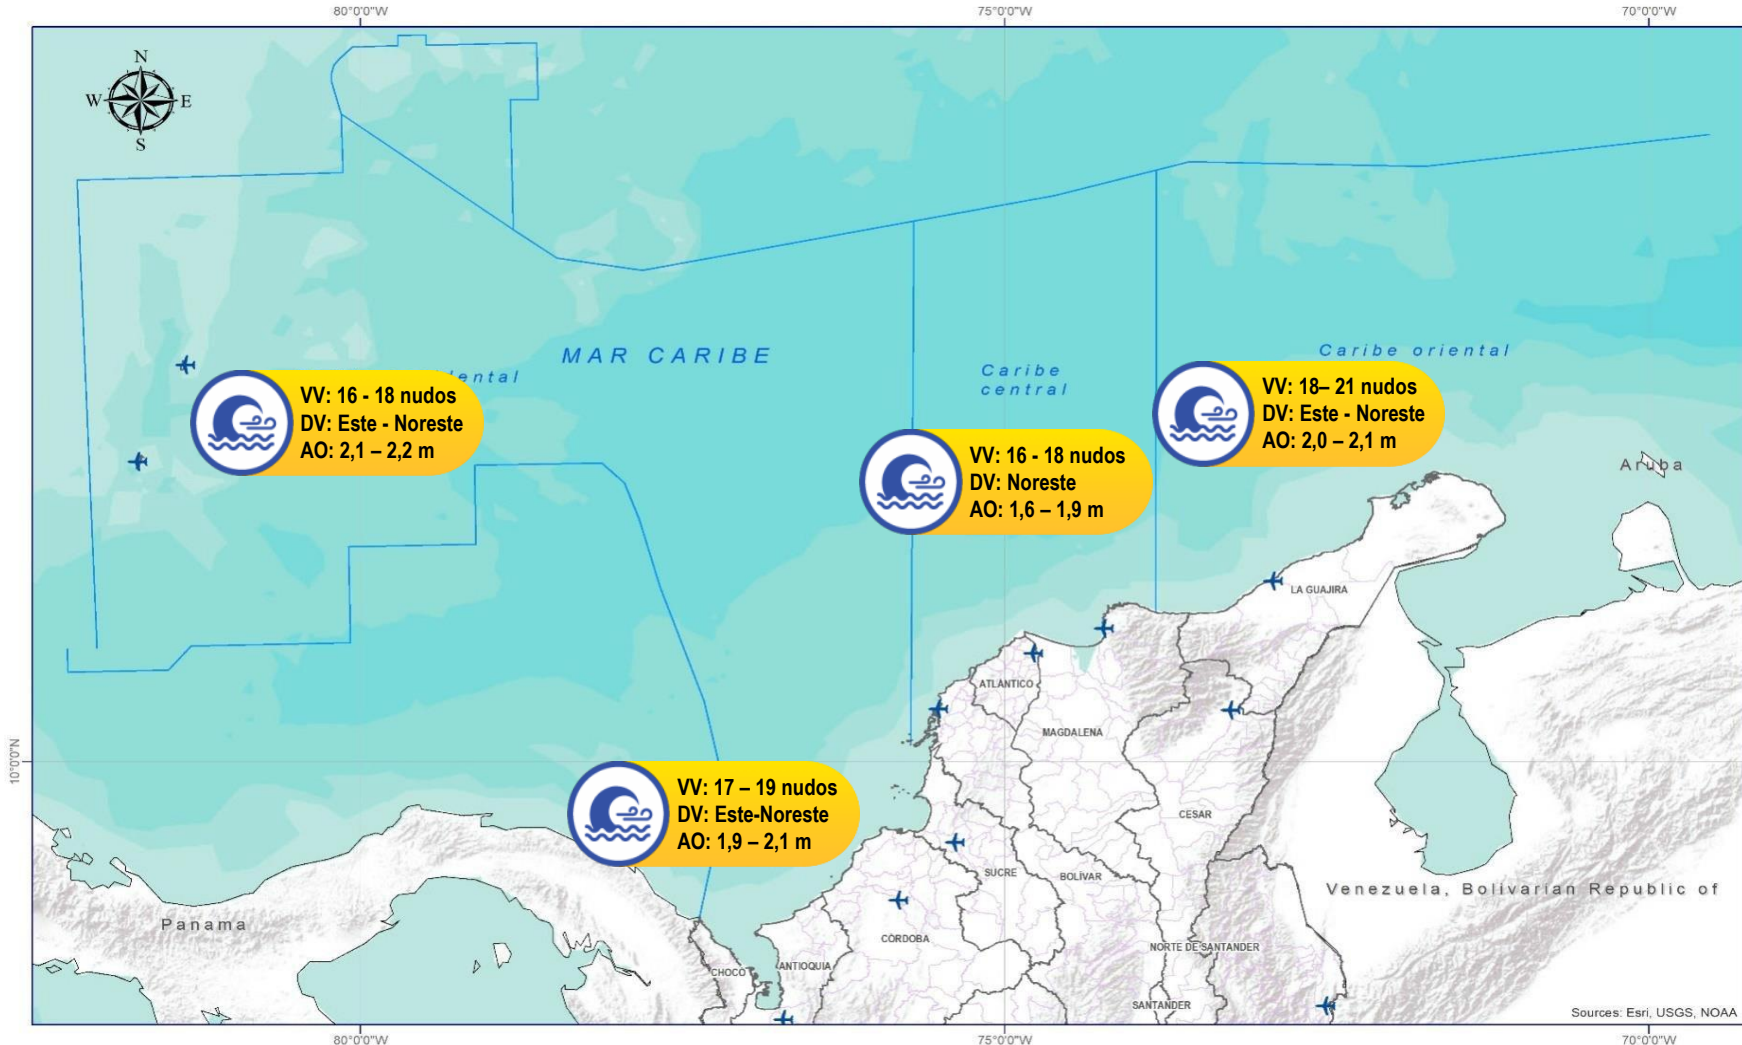 80°0'0"W
75°0'0"W
70°0'0"W
N
W
E
S
MAR CARIBE
Caribe oriental
Caribe
central
VV: 16 - 18 nudos
DV: Este - Noreste
AO: 2,1 – 2,2 m
VV: 18– 21 nudos
DV: Este - Noreste
AO: 2,0 – 2,1 m
VV: 16 - 18 nudos
DV: Noreste
AO: 1,6 – 1,9 m
Aruba
LA GUAJIRA
ATLÁNTICO
MAGDALENA
10°0'0"N
VV: 17 – 19 nudos
DV: Este-Noreste
AO: 1,9 – 2,1 m
CESAR
SUCRE
BOLÍVAR
Venezuela, Bolivarian Republic of
Panama
CÓRDOBA
NORTE DE SANTANDER
CHOCÓ
ANTIOQUIA
SANTANDER
Sources: Esri, USGS, NOAA
80°0'0"W
75°0'0"W
70°0'0"W